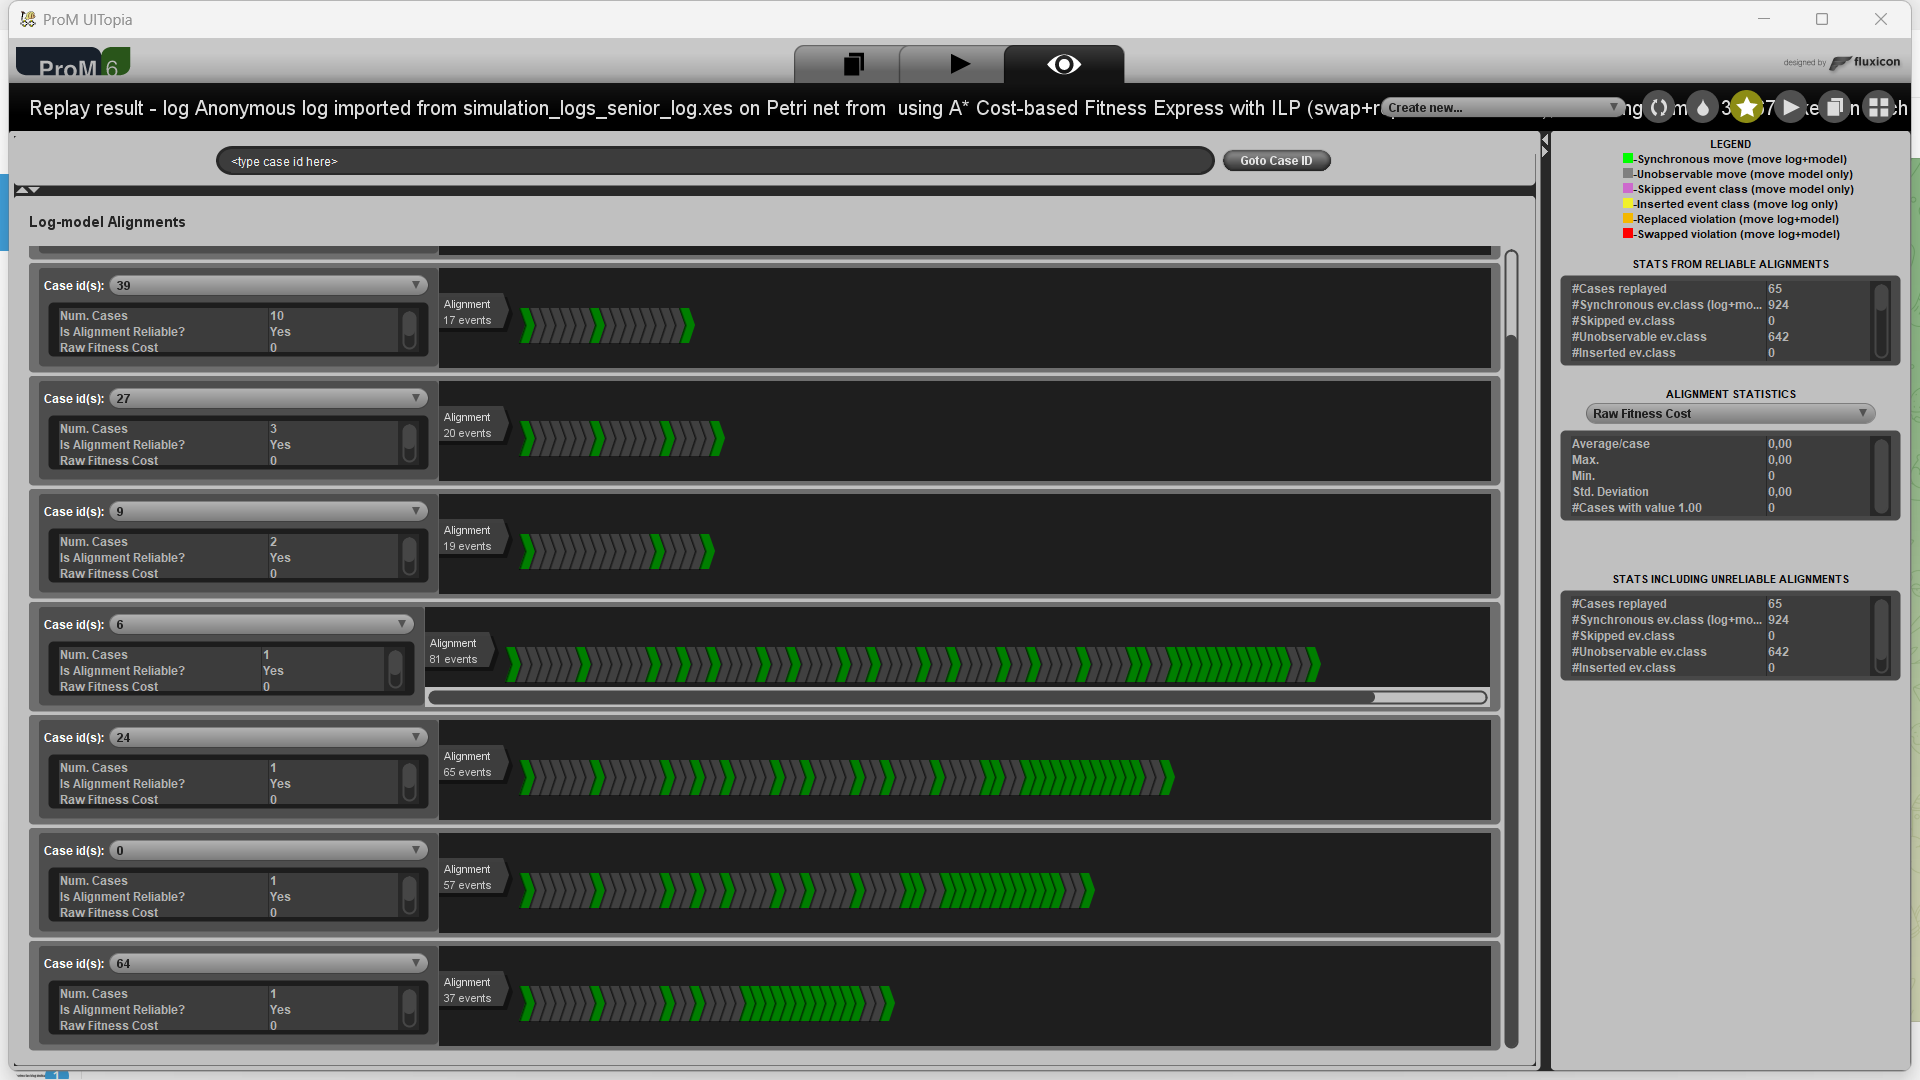 ProM UITopia
ProM 6
designed by fluxicon
Replay result - log Anonymous log imported from simulation_logs_senior_log.xes on Petri net from using A* Cost-based Fitness Express with ILP (swap+r
Create new...
<type case id here>
Goto Case ID
Log-model Alignments
Case id(s): 39
Num. Cases 10
Is Alignment Reliable? Yes
Raw Fitness Cost 0
Alignment
17 events
Case id(s): 27
Num. Cases 3
Is Alignment Reliable? Yes
Raw Fitness Cost 0
Alignment
20 events
Case id(s): 9
Num. Cases 2
Is Alignment Reliable? Yes
Raw Fitness Cost 0
Alignment
19 events
Case id(s): 6
Num. Cases 1
Is Alignment Reliable? Yes
Raw Fitness Cost 0
Alignment
81 events
Case id(s): 24
Num. Cases 1
Is Alignment Reliable? Yes
Raw Fitness Cost 0
Alignment
65 events
Case id(s): 0
Num. Cases 1
Is Alignment Reliable? Yes
Raw Fitness Cost 0
Alignment
57 events
Case id(s): 64
Num. Cases 1
Is Alignment Reliable? Yes
Raw Fitness Cost 0
Alignment
37 events
LEGEND
-Synchronous move (move log+model)
-Unobservable move (move model only)
-Skipped event class (move model only)
-Inserted event class (move log only)
-Replaced violation (move log+model)
-Swapped violation (move log+model)
STATS FROM RELIABLE ALIGNMENTS
#Cases replayed 65
#Synchronous ev.class (log+mo... 924
#Skipped ev.class 0
#Unobservable ev.class 642
#Inserted ev.class 0
ALIGNMENT STATISTICS
Raw Fitness Cost
Average/case 0,00
Max. 0,00
Min. 0
Std. Deviation 0,00
#Cases with value 1.00 0
STATS INCLUDING UNRELIABLE ALIGNMENTS
#Cases replayed 65
#Synchronous ev.class (log+mo... 924
#Skipped ev.class 0
#Unobservable ev.class 642
#Inserted ev.class 0